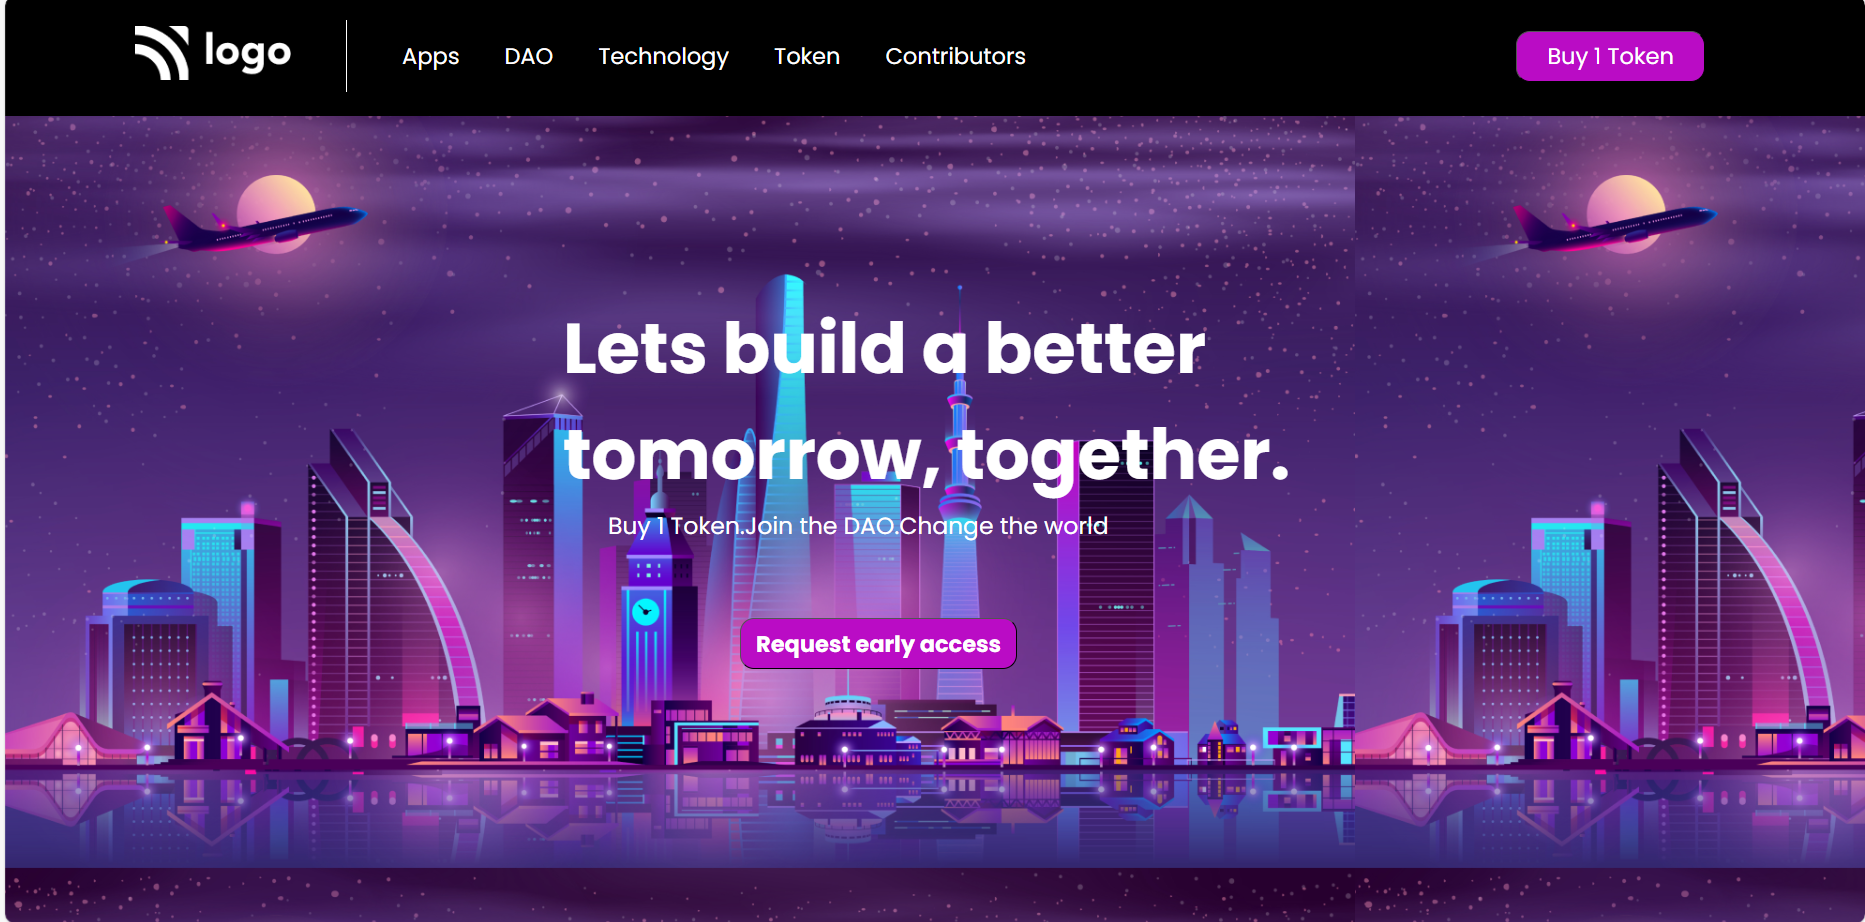 logo
Apps DAO Technology Token Contributors Buy 1 Token
Lets build a better
tomorrow, together.
Buy 1 Token.Join the DAO.Change the world
Request early access